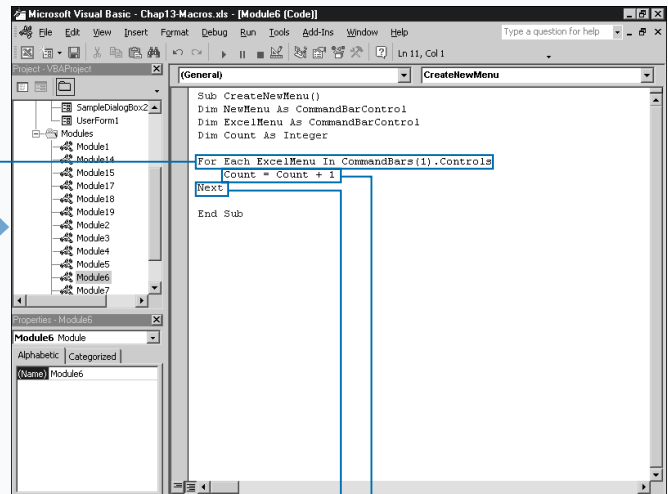 Microsoft Visual Basic - Chap13-Macros.xls - [Module6 (Code)]
File Edit View Insert Format Debug Run Tools Add-Ins Window Help
Type a question for help
Ln 11, Col 1
Project - VBAProject
(General)
CreateNewMenu
SampleDialogBox2
UserForm1
Modules
Module1
Module14
Module15
Module17
Module18
Module19
Module2
Module3
Module4
Module5
Module6
Module7
Properties - Module6
Module6 Module
Alphabetic Categorized
(Name) Module6
Sub CreateNewMenu()
Dim NewMenu As CommandBarControl
Dim ExcelMenu As CommandBarControl
Dim Count As Integer
For Each ExcelMenu In CommandBars(1).Controls
Count = Count + 1
Next
End Sub